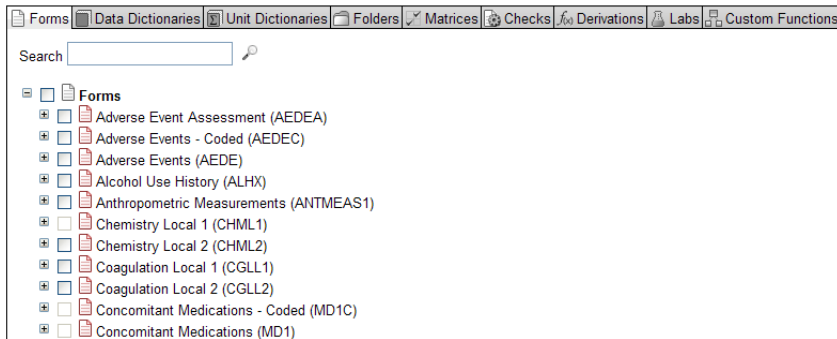 Forms Data Dictionaries Unit Dictionaries Folders Matrices Checks f(x) Derivations Labs Custom Functions
Search
Forms
Adverse Event Assessment (AEDEA)
Adverse Events - Coded (AEDEC)
Adverse Events (AEDE)
Alcohol Use History (ALHX)
Anthropometric Measurements (ANTMEAS1)
Chemistry Local 1 (CHML1)
Chemistry Local 2 (CHML2)
Coagulation Local 1 (CGLL1)
Coagulation Local 2 (CGLL2)
Concomitant Medications - Coded (MD1C)
Concomitant Medications (MD1)